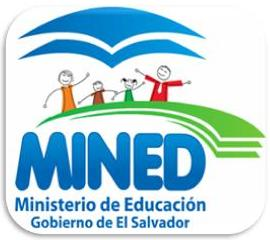 MINED
Ministerio de Educación
Gobierno de El Salvador